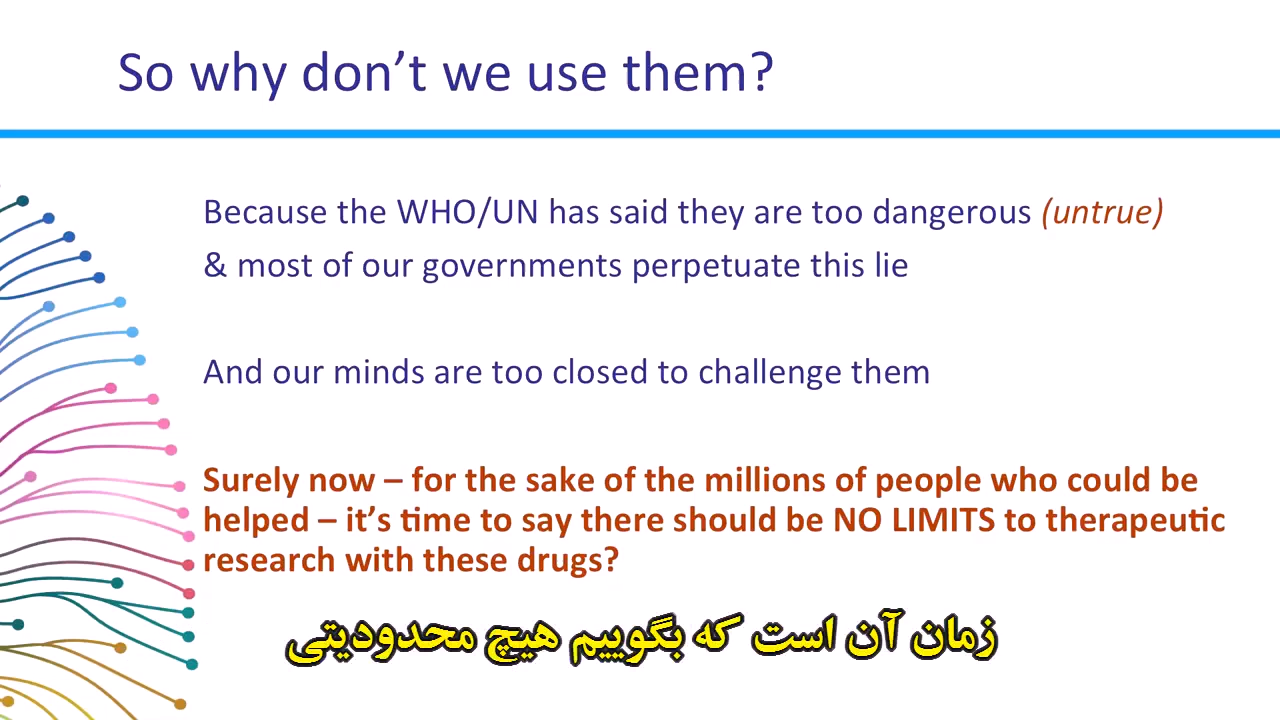 So why don’t we use them?
Because the WHO/UN has said they are too dangerous (untrue)
& most of our governments perpetuate this lie
And our minds are too closed to challenge them
Surely now – for the sake of the millions of people who could be
helped – it’s time to say there should be NO LIMITS to therapeutic
research with these drugs?
زمان آن است که بگوییم هیچ محدودیتی